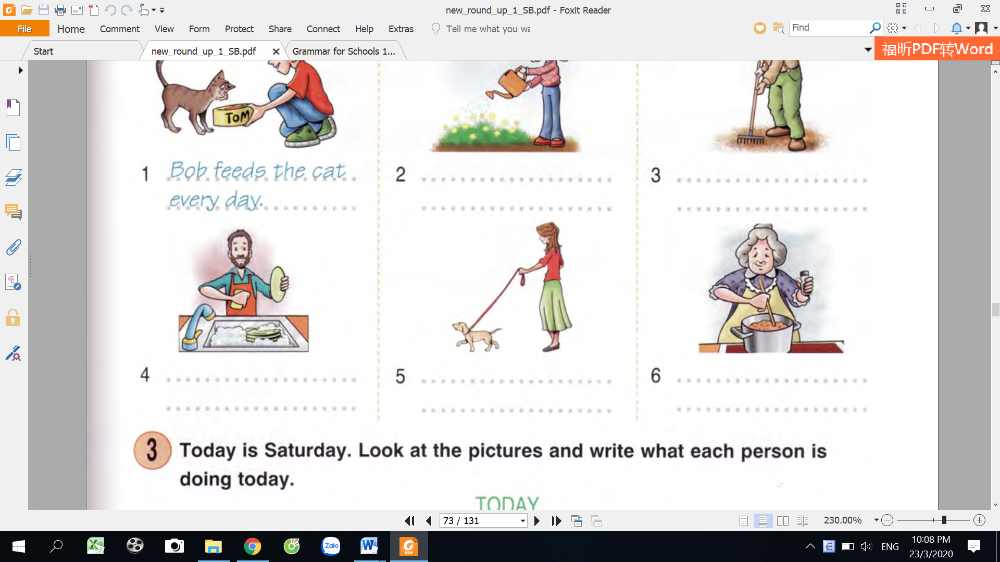 new_round_up_1_SB.pdf - Foxit Reader
File Home Comment View Form Protect Share Connect Help Extras Tell me what you wa
Find
Start new_round_up_1_SB.pdf Grammar for Schools 1...
福昕PDF转Word
TOM
1 Bob feeds the cat
every day.
2
3
4
5
6
3 Today is Saturday. Look at the pictures and write what each person is
doing today.
TODAY
73 / 131
230.00%
Zalo
PDF
ENG
10:08 PM
23/3/2020